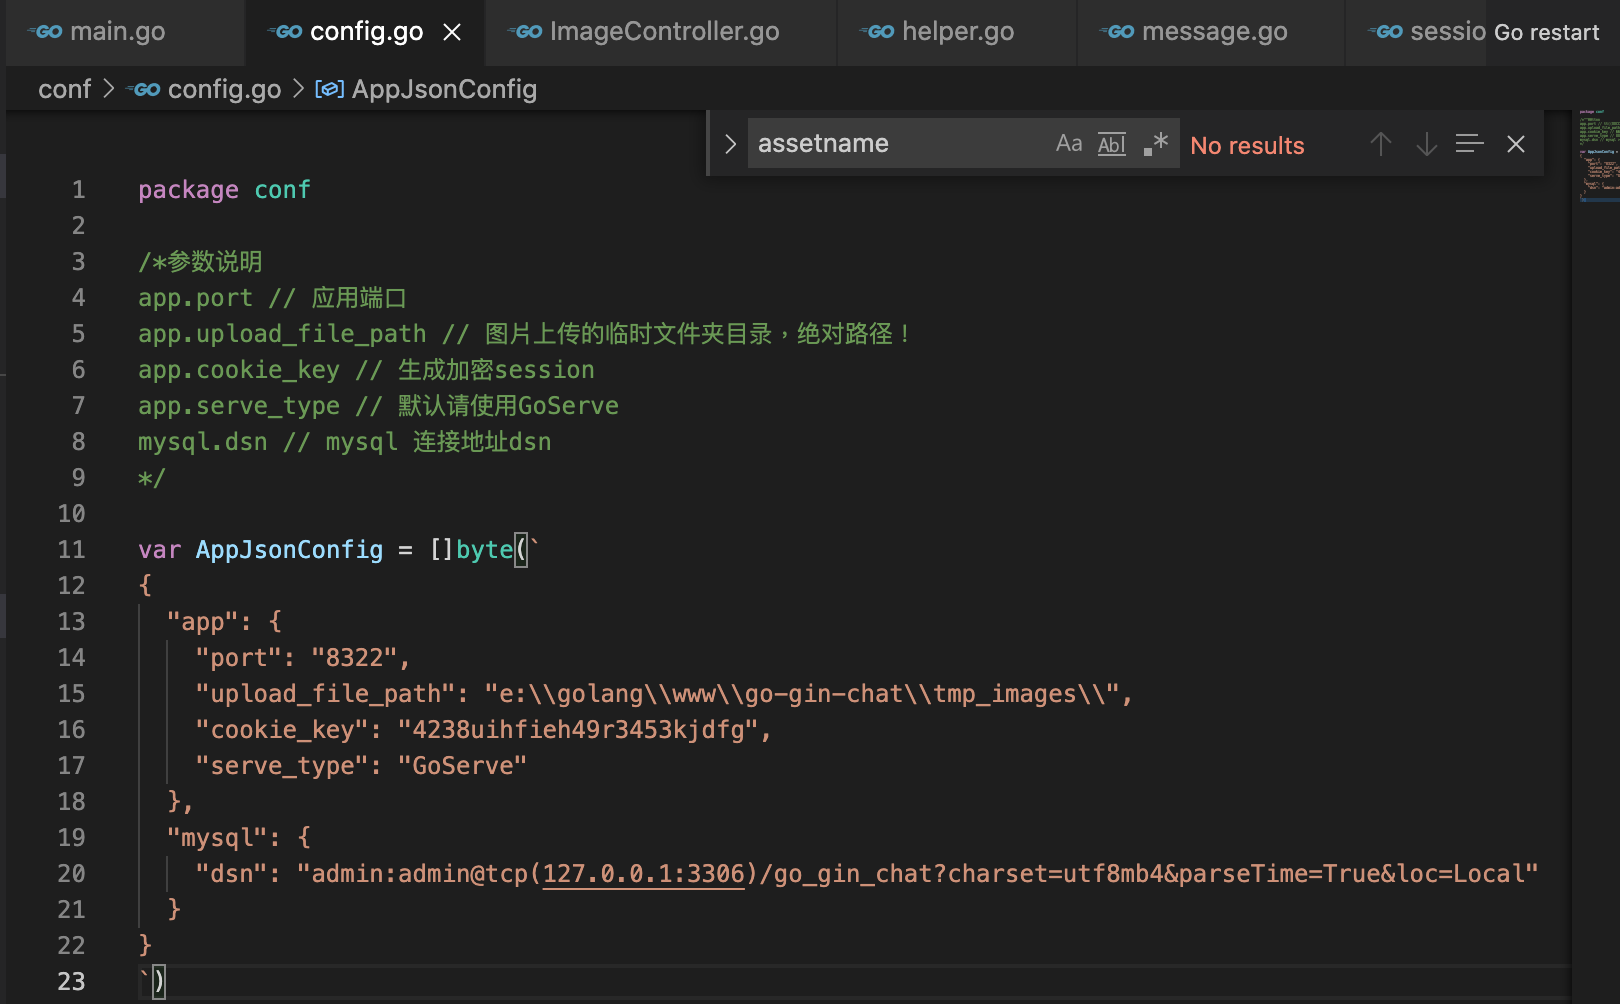 main.go config.go ImageController.go helper.go message.go sessio Go restart
conf > config.go > AppJsonConfig
assetname Aa Abl No results
1 package conf
2
3 /*参数说明
4 app.port // 应用端口
5 app.upload_file_path // 图片上传的临时文件夹目录，绝对路径！
6 app.cookie_key // 生成加密session
7 app.serve_type // 默认请使用GoServe
8 mysql.dsn // mysql 连接地址dsn
9 */
10
11 var AppJsonConfig = []byte(`
12 {
13 "app": {
14 "port": "8322",
15 "upload_file_path": "e:\\golang\\www\\go-gin-chat\\tmp_images\\",
16 "cookie_key": "4238uihfieh49r3453kjdfg",
17 "serve_type": "GoServe"
18 },
19 "mysql": {
20 "dsn": "admin:admin@tcp(127.0.0.1:3306)/go_gin_chat?charset=utf8mb4&parseTime=True&loc=Local"
21 }
22 }
23 `)